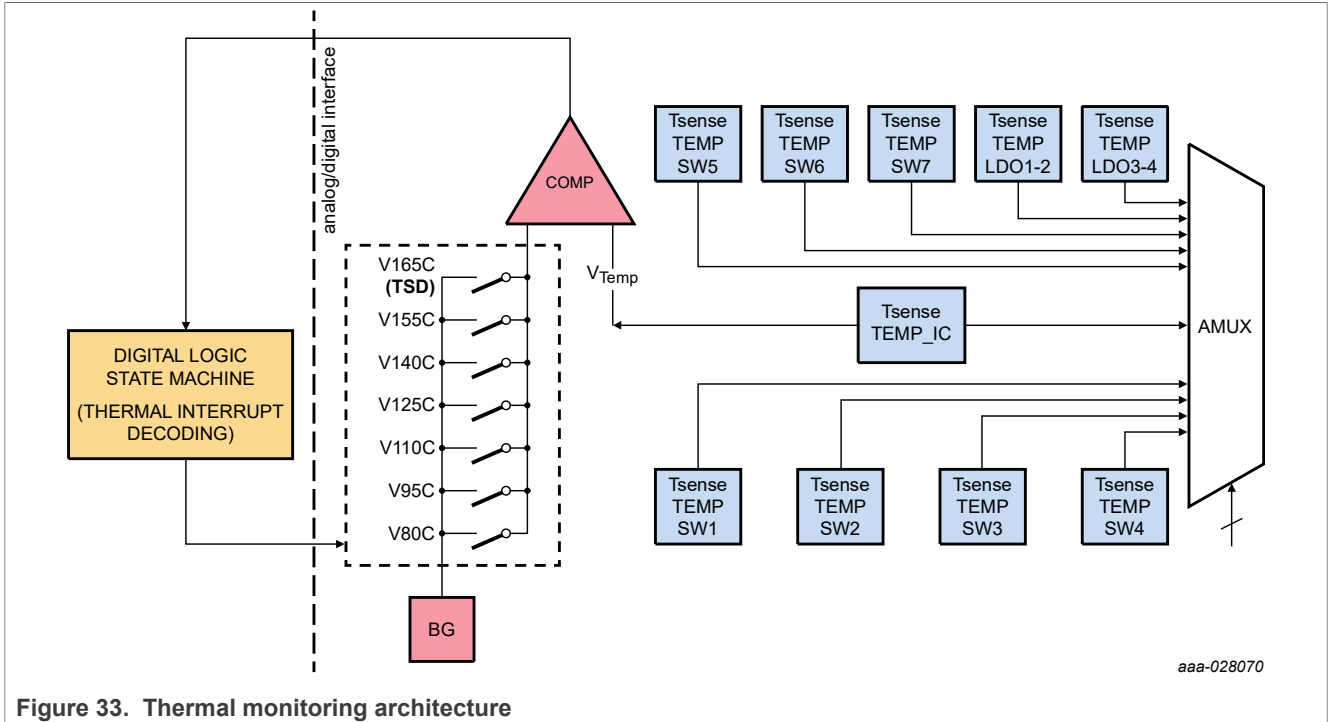 analog/digital interface
COMP
Tsense
TEMP
SW5
Tsense
TEMP
SW6
Tsense
TEMP
SW7
Tsense
TEMP
LDO1-2
Tsense
TEMP
LDO3-4
V165C
(TSD)
V155C
V140C
V125C
V110C
V95C
V80C
VTemp
Tsense
TEMP_IC
AMUX
DIGITAL LOGIC
STATE MACHINE
(THERMAL INTERRUPT
DECODING)
Tsense
TEMP
SW1
Tsense
TEMP
SW2
Tsense
TEMP
SW3
Tsense
TEMP
SW4
BG
aaa-028070
Figure 33. Thermal monitoring architecture